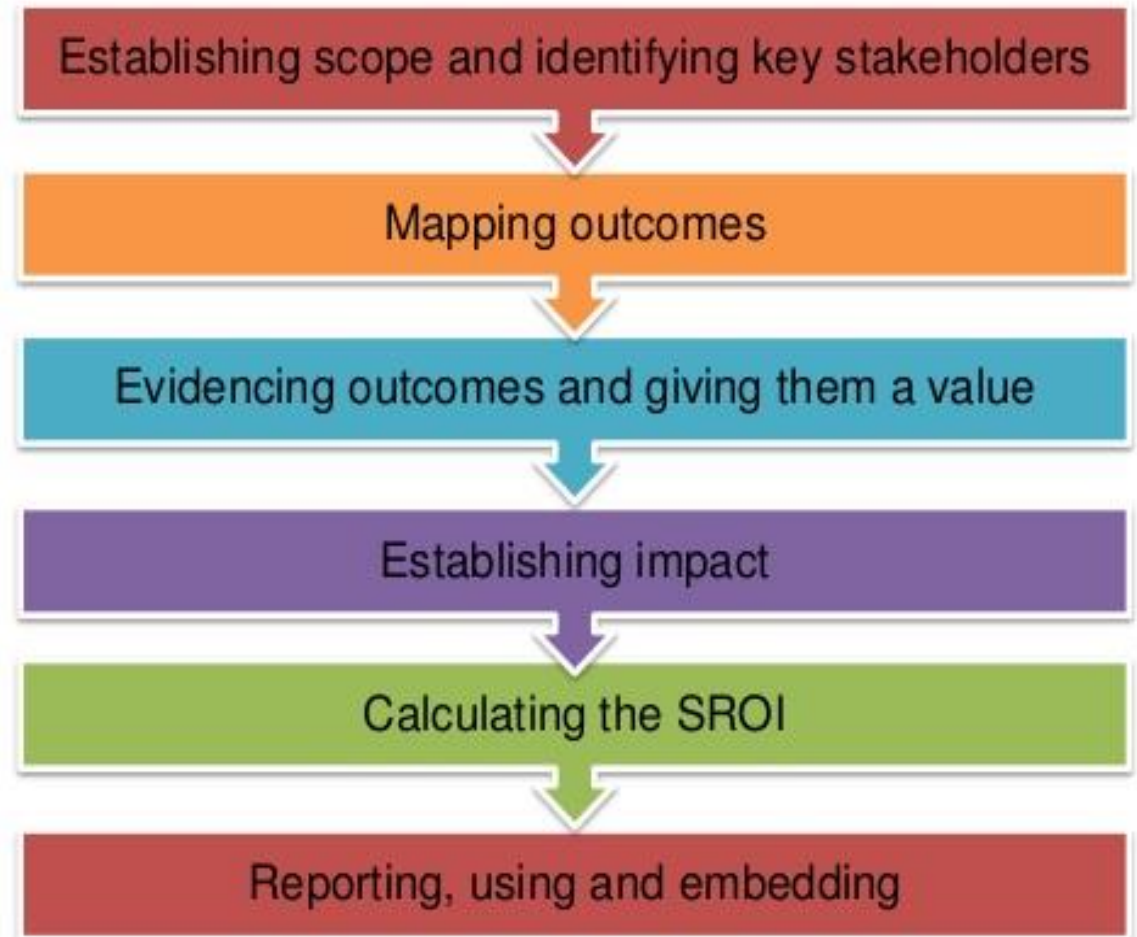 Establishing scope and identifying key stakeholders
Mapping outcomes
Evidencing outcomes and giving them a value
Establishing impact
Calculating the SROI
Reporting, using and embedding